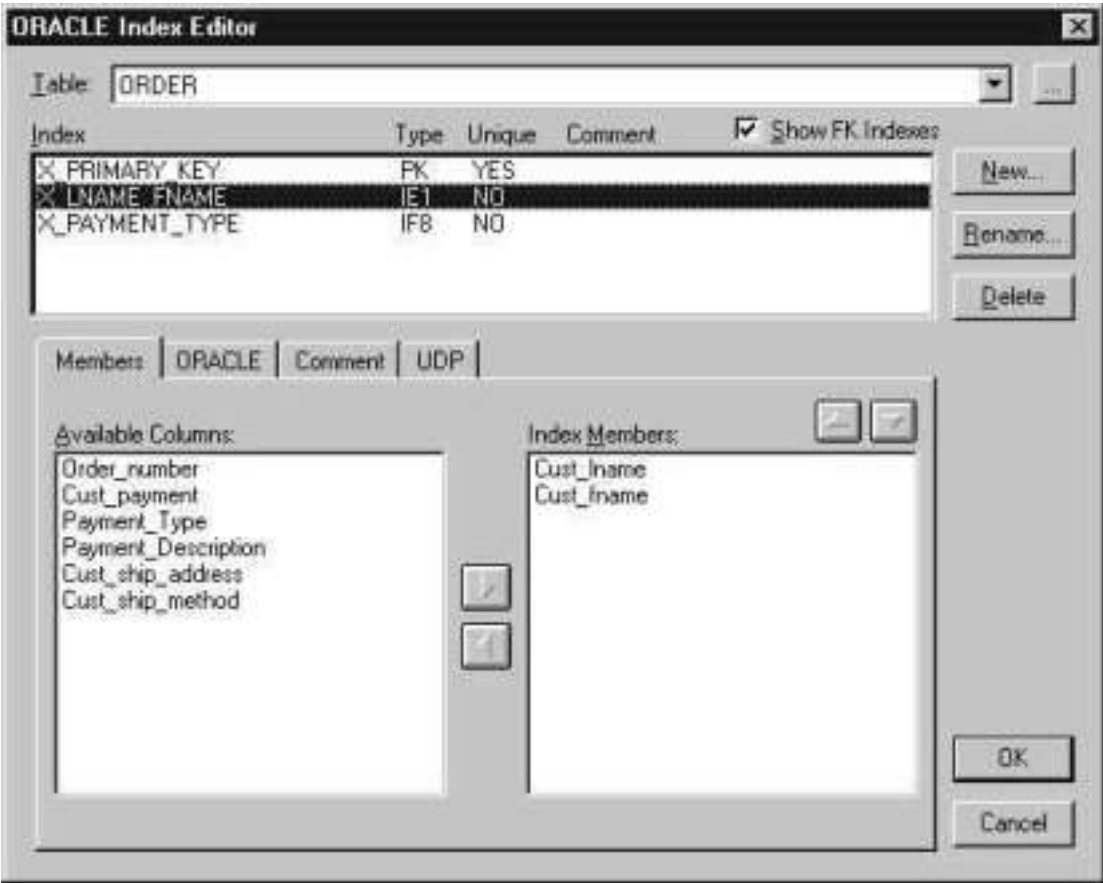 ORACLE Index Editor
Table: ORDER ...
Index Type Unique Comment Show FK Indexes
X_PRIMARY_KEY PK YES
X_LNAME_FNAME IE1 NO
X_PAYMENT_TYPE IF8 NO
New...
Rename...
Delete
Members ORACLE Comment UDP
Available Columns: Index Members:
Order_number Cust_lname
Cust_payment Cust_fname
Payment_Type
Payment_Description
Cust_ship_address
Cust_ship_method
OK
Cancel